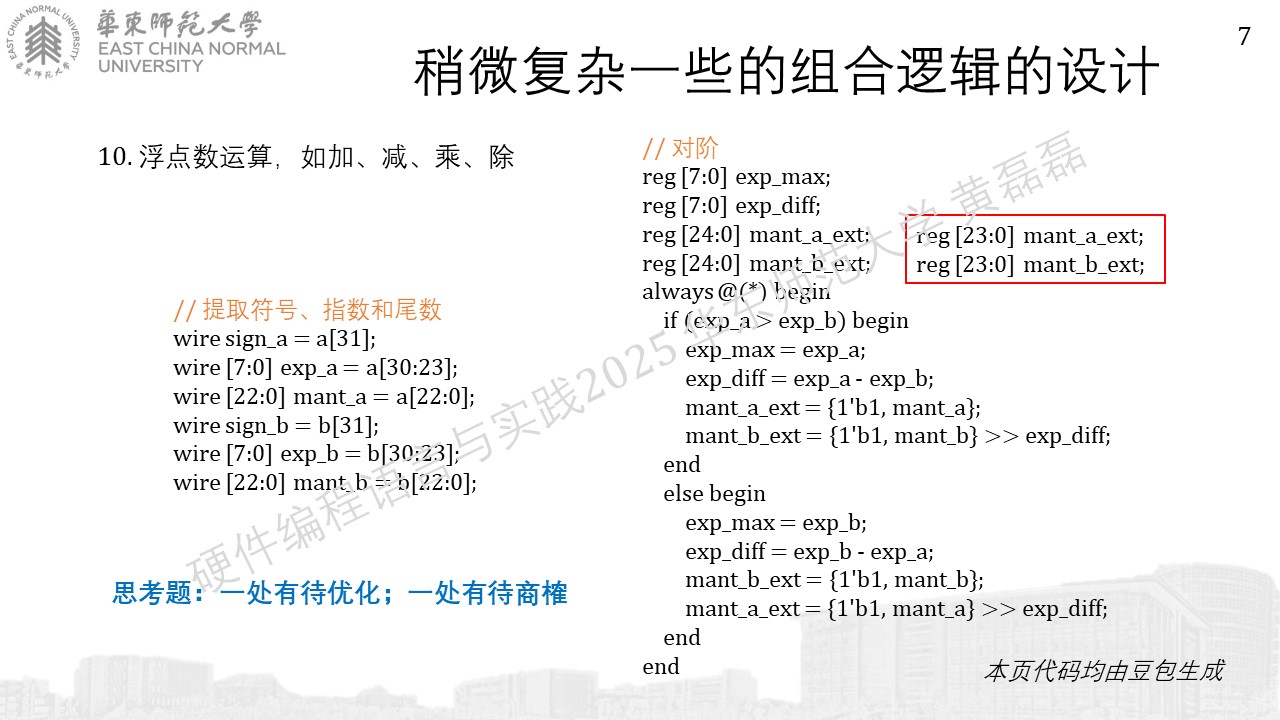 華東師範大學
EAST CHINA NORMAL
UNIVERSITY
EAST CHINA NORMAL UNIVERSITY
華東师范大学
7
稍微复杂一些的组合逻辑的设计
10. 浮点数运算，如加、减、乘、除
// 提取符号、指数和尾数
wire sign_a = a[31];
wire [7:0] exp_a = a[30:23];
wire [22:0] mant_a = a[22:0];
wire sign_b = b[31];
wire [7:0] exp_b = b[30:23];
wire [22:0] mant_b = b[22:0];
思考题：一处有待优化；一处有待商榷
// 对阶
reg [7:0] exp_max;
reg [7:0] exp_diff;
reg [24:0] mant_a_ext;
reg [24:0] mant_b_ext;
reg [23:0] mant_a_ext;
reg [23:0] mant_b_ext;
always @(*) begin
if (exp_a > exp_b) begin
exp_max = exp_a;
exp_diff = exp_a - exp_b;
mant_a_ext = {1'b1, mant_a};
mant_b_ext = {1'b1, mant_b} >> exp_diff;
end
else begin
exp_max = exp_b;
exp_diff = exp_b - exp_a;
mant_b_ext = {1'b1, mant_b};
mant_a_ext = {1'b1, mant_a} >> exp_diff;
end
end
本页代码均由豆包生成
硬件编程语言与实践2025 华东师范大学 黄磊磊